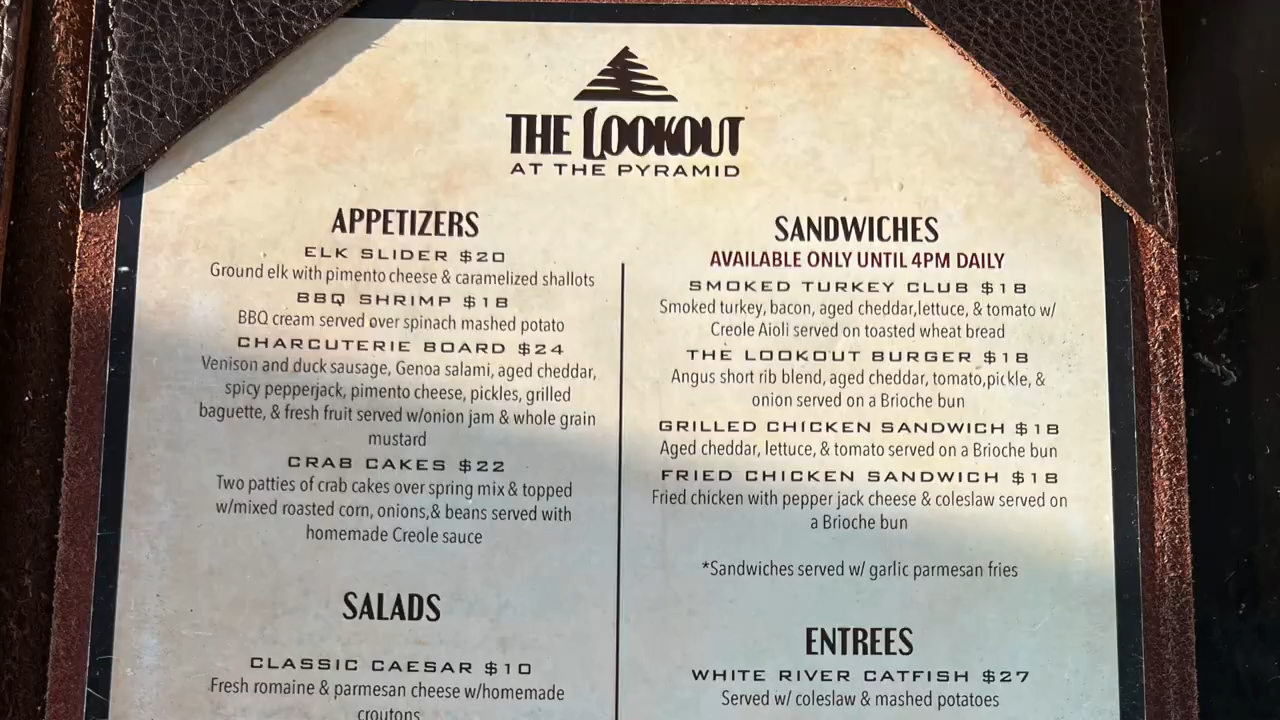 THE LOOKOUT
AT THE PYRAMID
APPETIZERS
ELK SLIDER $20
Ground elk with pimento cheese & caramelized shallots
BBQ SHRIMP $18
BBQ cream served over spinach mashed potato
CHARCUTERIE BOARD $24
Venison and duck sausage, Genoa salami, aged cheddar,
spicy pepperjack, pimento cheese, pickles, grilled
baguette, & fresh fruit served w/onion jam & whole grain
mustard
CRAB CAKES $22
Two patties of crab cakes over spring mix & topped
w/mixed roasted corn, onions,& beans served with
homemade Creole sauce
SALADS
CLASSIC CAESAR $10
Fresh romaine & parmesan cheese w/homemade
croutons
SANDWICHES
AVAILABLE ONLY UNTIL 4PM DAILY
SMOKED TURKEY CLUB $18
Smoked turkey, bacon, aged cheddar,lettuce, & tomato w/
Creole Aioli served on toasted wheat bread
THE LOOKOUT BURGER $18
Angus short rib blend, aged cheddar, tomato,pickle, &
onion served on a Brioche bun
GRILLED CHICKEN SANDWICH $18
Aged cheddar, lettuce, & tomato served on a Brioche bun
FRIED CHICKEN SANDWICH $18
Fried chicken with pepper jack cheese & coleslaw served on
a Brioche bun
*Sandwiches served w/ garlic parmesan fries
ENTREES
WHITE RIVER CATFISH $27
Served w/ coleslaw & mashed potatoes